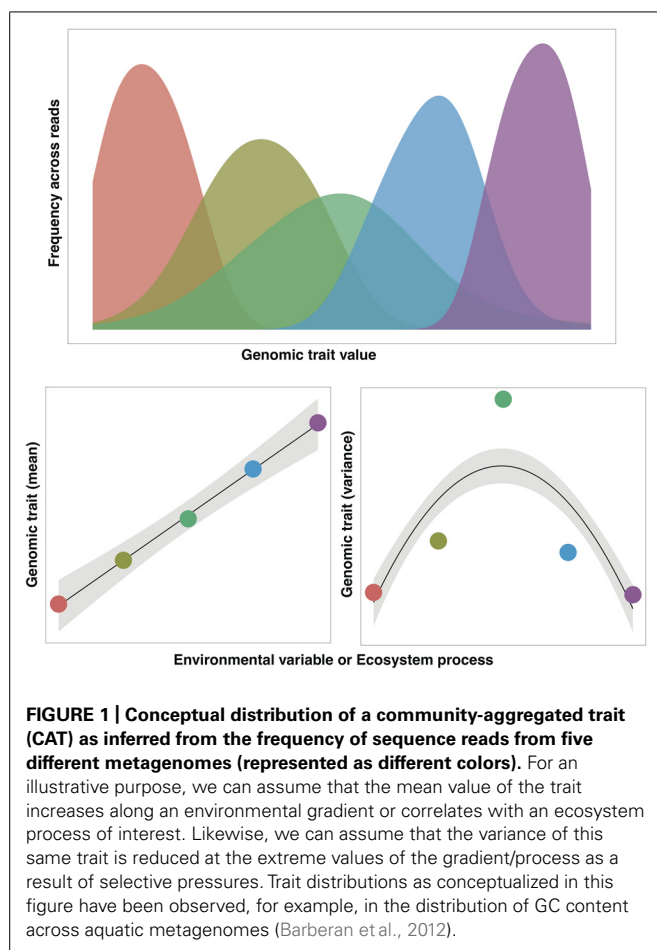 Frequency across reads
Genomic trait value
Genomic trait (mean)
Genomic trait (variance)
Environmental variable or Ecosystem process
FIGURE 1 | Conceptual distribution of a community-aggregated trait
(CAT) as inferred from the frequency of sequence reads from five
different metagenomes (represented as different colors). For an
illustrative purpose, we can assume that the mean value of the trait
increases along an environmental gradient or correlates with an ecosystem
process of interest. Likewise, we can assume that the variance of this
same trait is reduced at the extreme values of the gradient/process as a
result of selective pressures. Trait distributions as conceptualized in this
figure have been observed, for example, in the distribution of GC content
across aquatic metagenomes (Barberan et al., 2012).